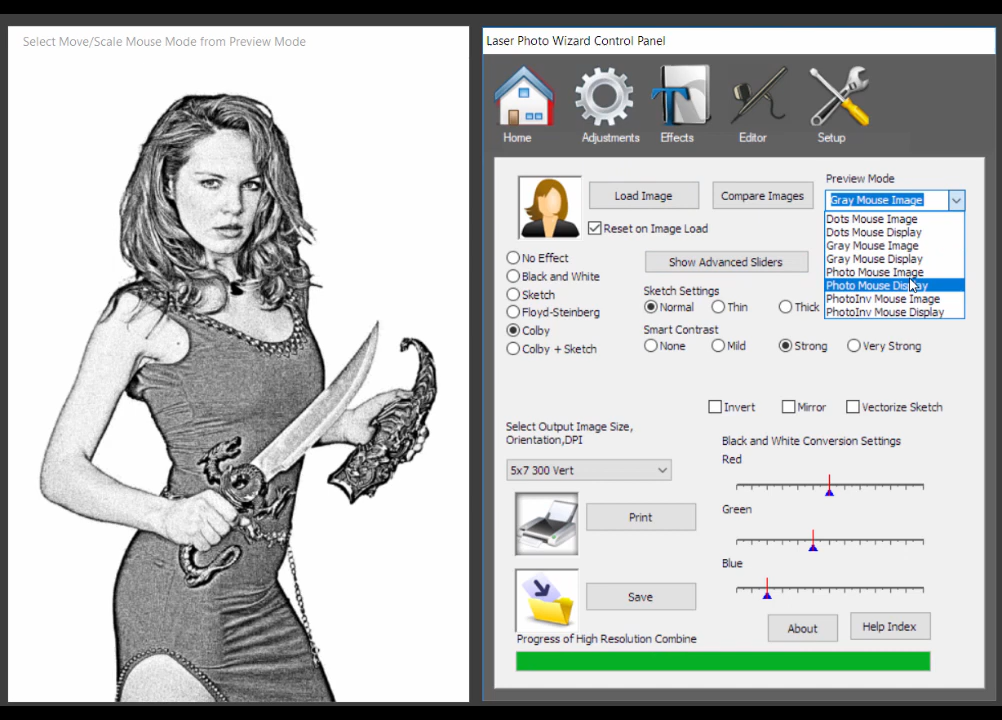 Select Move/Scale Mouse Mode from Preview Mode
Laser Photo Wizard Control Panel
Home
Adjustments
Effects
Editor
Setup
Preview Mode
Load Image
Compare Images
Gray Mouse Image
Reset on Image Load
Dots Mouse Image
Dots Mouse Display
Gray Mouse Image
Gray Mouse Display
Photo Mouse Image
Photo Mouse Display
PhotoInv Mouse Image
PhotoInv Mouse Display
No Effect
Black and White
Sketch
Floyd-Steinberg
Colby
Colby + Sketch
Show Advanced Sliders
Sketch Settings
Normal
Thin
Thick
Smart Contrast
None
Mild
Strong
Very Strong
Invert
Mirror
Vectorize Sketch
Select Output Image Size,
Orientation,DPI
5x7 300 Vert
Black and White Conversion Settings
Red
Green
Blue
Print
Save
About
Help Index
Progress of High Resolution Combine